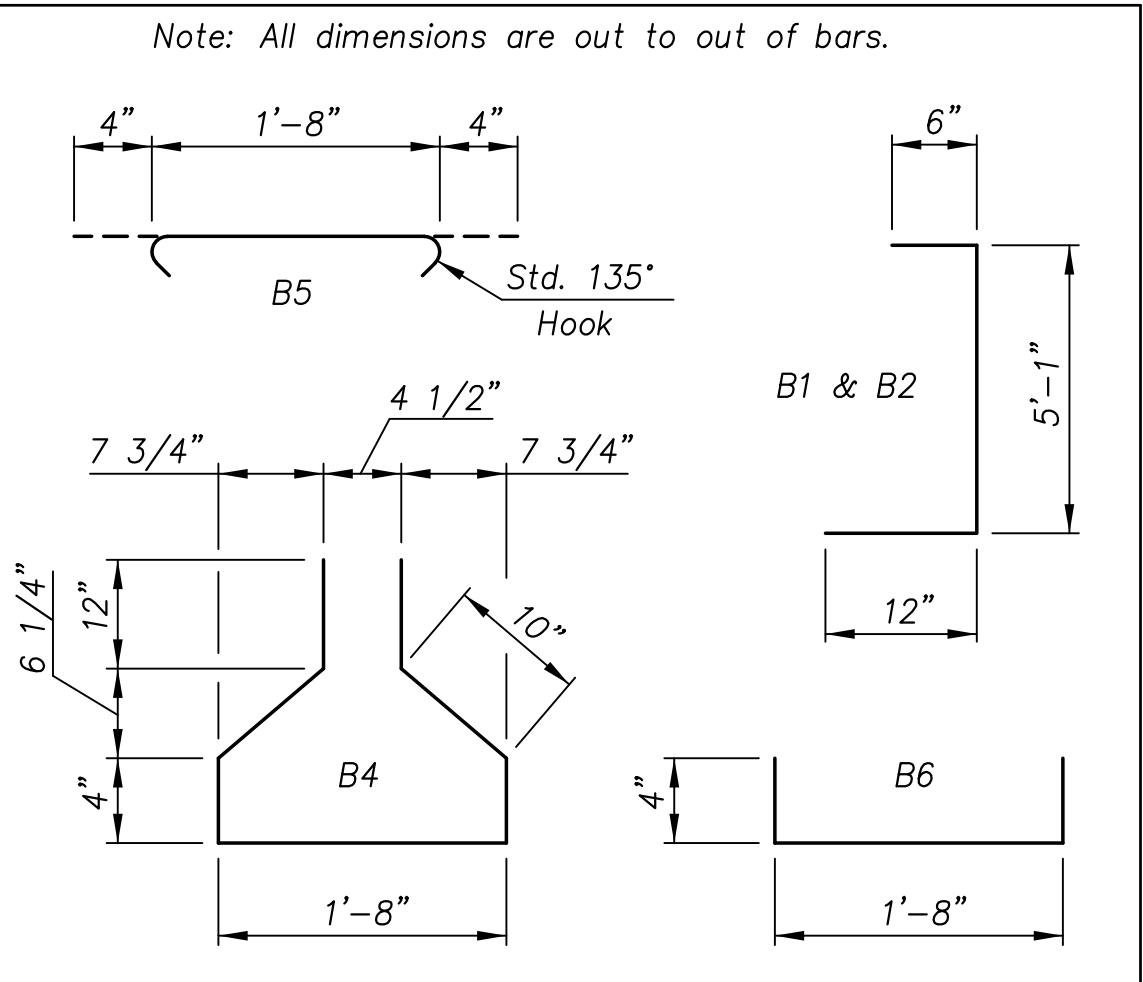 Note: All dimensions are out to out of bars.
4” 1’-8” 4”
6”
B5
Std. 135°
Hook
B1 & B2
5’-1”
12”
4 1/2”
7 3/4” 7 3/4”
12”
6 1/4”
10”
4”
B4
1’-8”
4”
B6
1’-8”